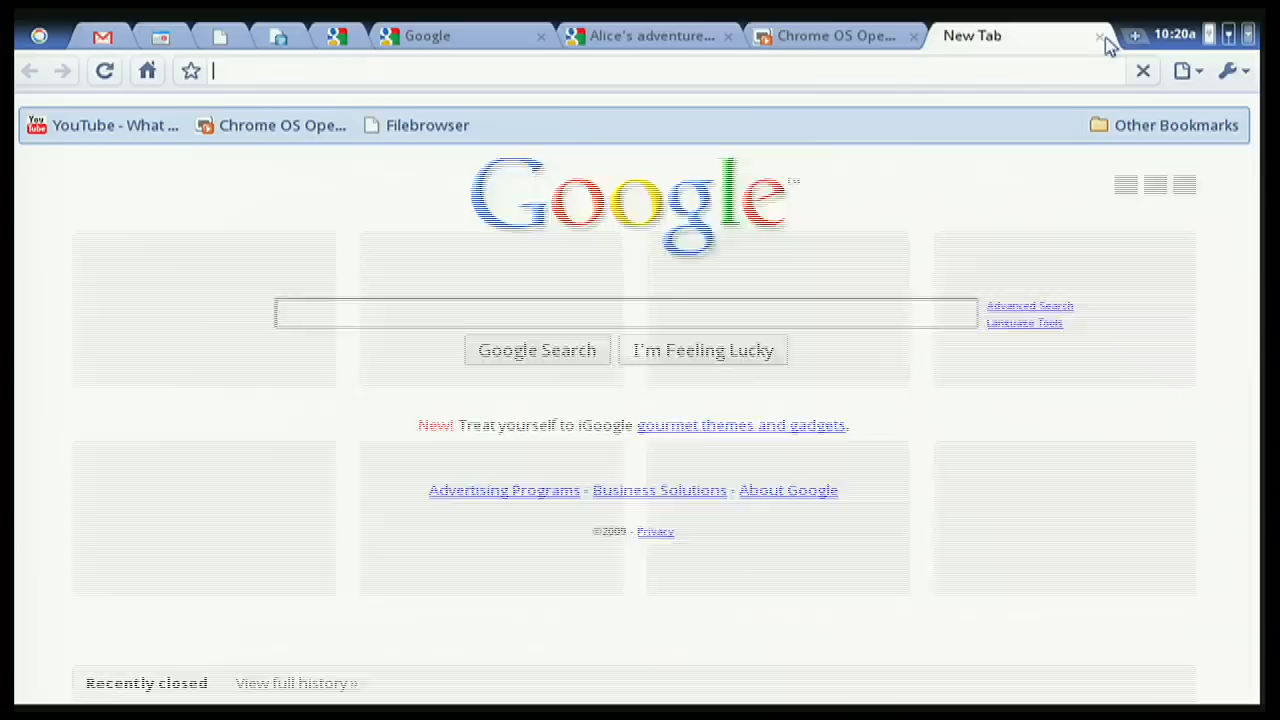 Google Alice's adventure... Chrome OS Ope... New Tab 10:20a
YouTube - What ... Chrome OS Ope... Filebrowser Other Bookmarks
Google™
Advanced Search
Language Tools
Google Search I'm Feeling Lucky
New! Treat yourself to iGoogle gourmet themes and gadgets.
Advertising Programs - Business Solutions - About Google
©2009 - Privacy
Recently closed View full history »